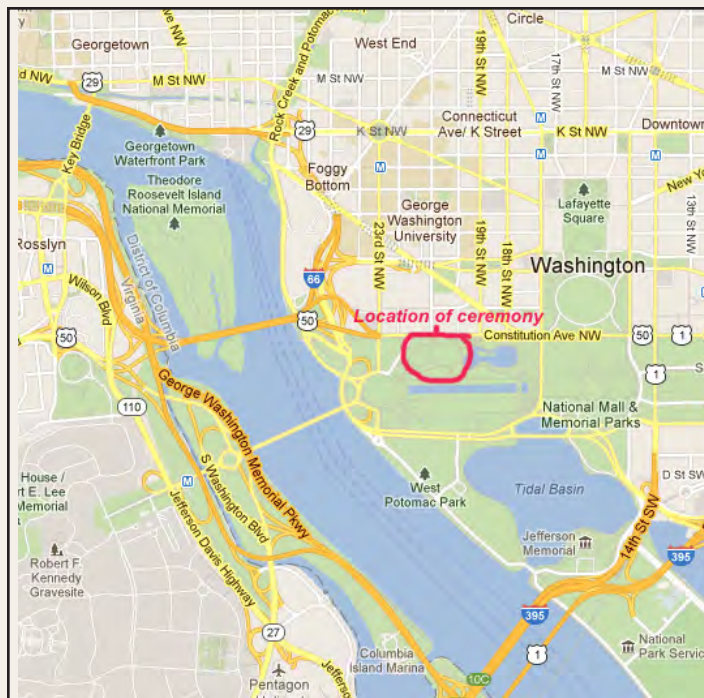 Circle
Georgetown
West End
19th St NW
17th St NW
29
M St NW
M St NW
Rock Creek and Potomac
Key Bridge
Georgetown
Waterfront Park
29
K St NW
Connecticut
Ave/ K Street
M
K St NW
Downtown
M
M
Theodore
Roosevelt Island
National Memorial
Foggy
Bottom
George
Washington
University
Lafayette
Square
New Yo
13th St NW
Rosslyn
M
Wilson Blvd
District of Columbia
Virginia
23rd St NW
19th St NW
18th St NW
Washington
66
50
Location of ceremony
Constitution Ave NW
50
1
50
1
S
110
George Washington Memorial Pkwy
National Mall &
Memorial Parks
House /
rt E. Lee
Memorial
M
S Washington Blvd
West
Potomac Park
Tidal Basin
D St SW
14th St SW
Jefferson Davis Highway
Jefferson
Memorial
395
Robert F.
Kennedy
Gravesite
27
395
1
National
Park Servic
Columbia
Island Marina
10C
Jeffers
Pentagon